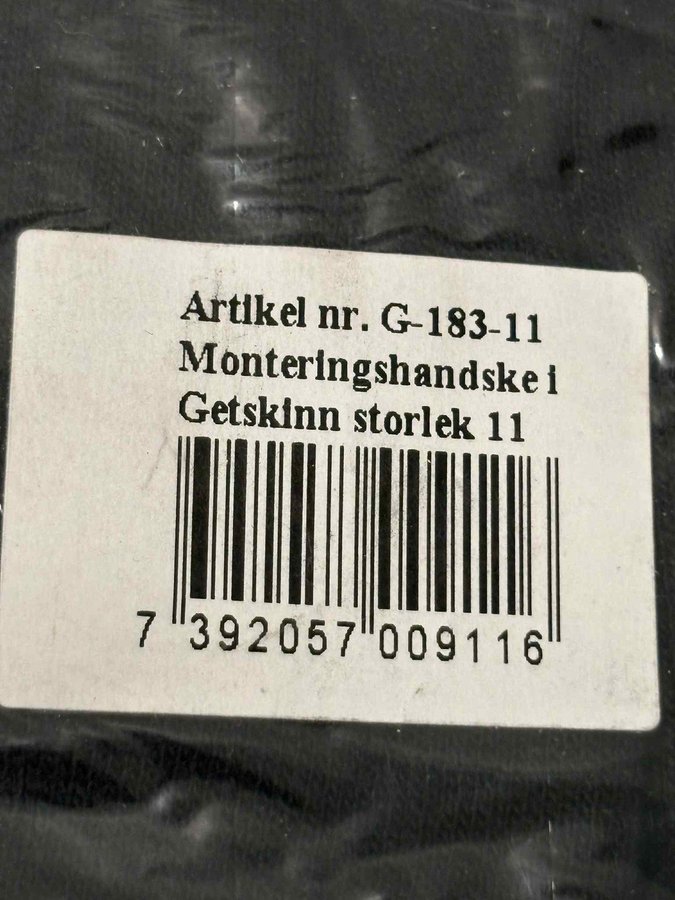 Artikel nr. G-183-11
Monteringshandske i
Getskinn storlek 11
7 392057 009116